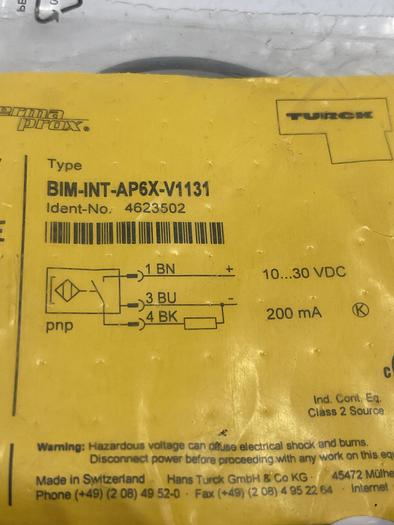 erma
prox®
TURCK
Type
BIM-INT-AP6X-V1131
Ident-No. 4623502
1 BN +
10...30 VDC
3 BU -
4 BK
200 mA K
pnp
Ind. Cont. Eq.
Class 2 Source
Warning: Hazardous voltage can cause electrical shock and burns.
Disconnect power before proceeding with any work on this equ
Made in Switzerland Hans Turck GmbH & Co KG · 45472 Mülhe
Phone (+49) (2 08) 49 52-0 · Fax (+49) (2 08) 4 95 22 64 · Internet